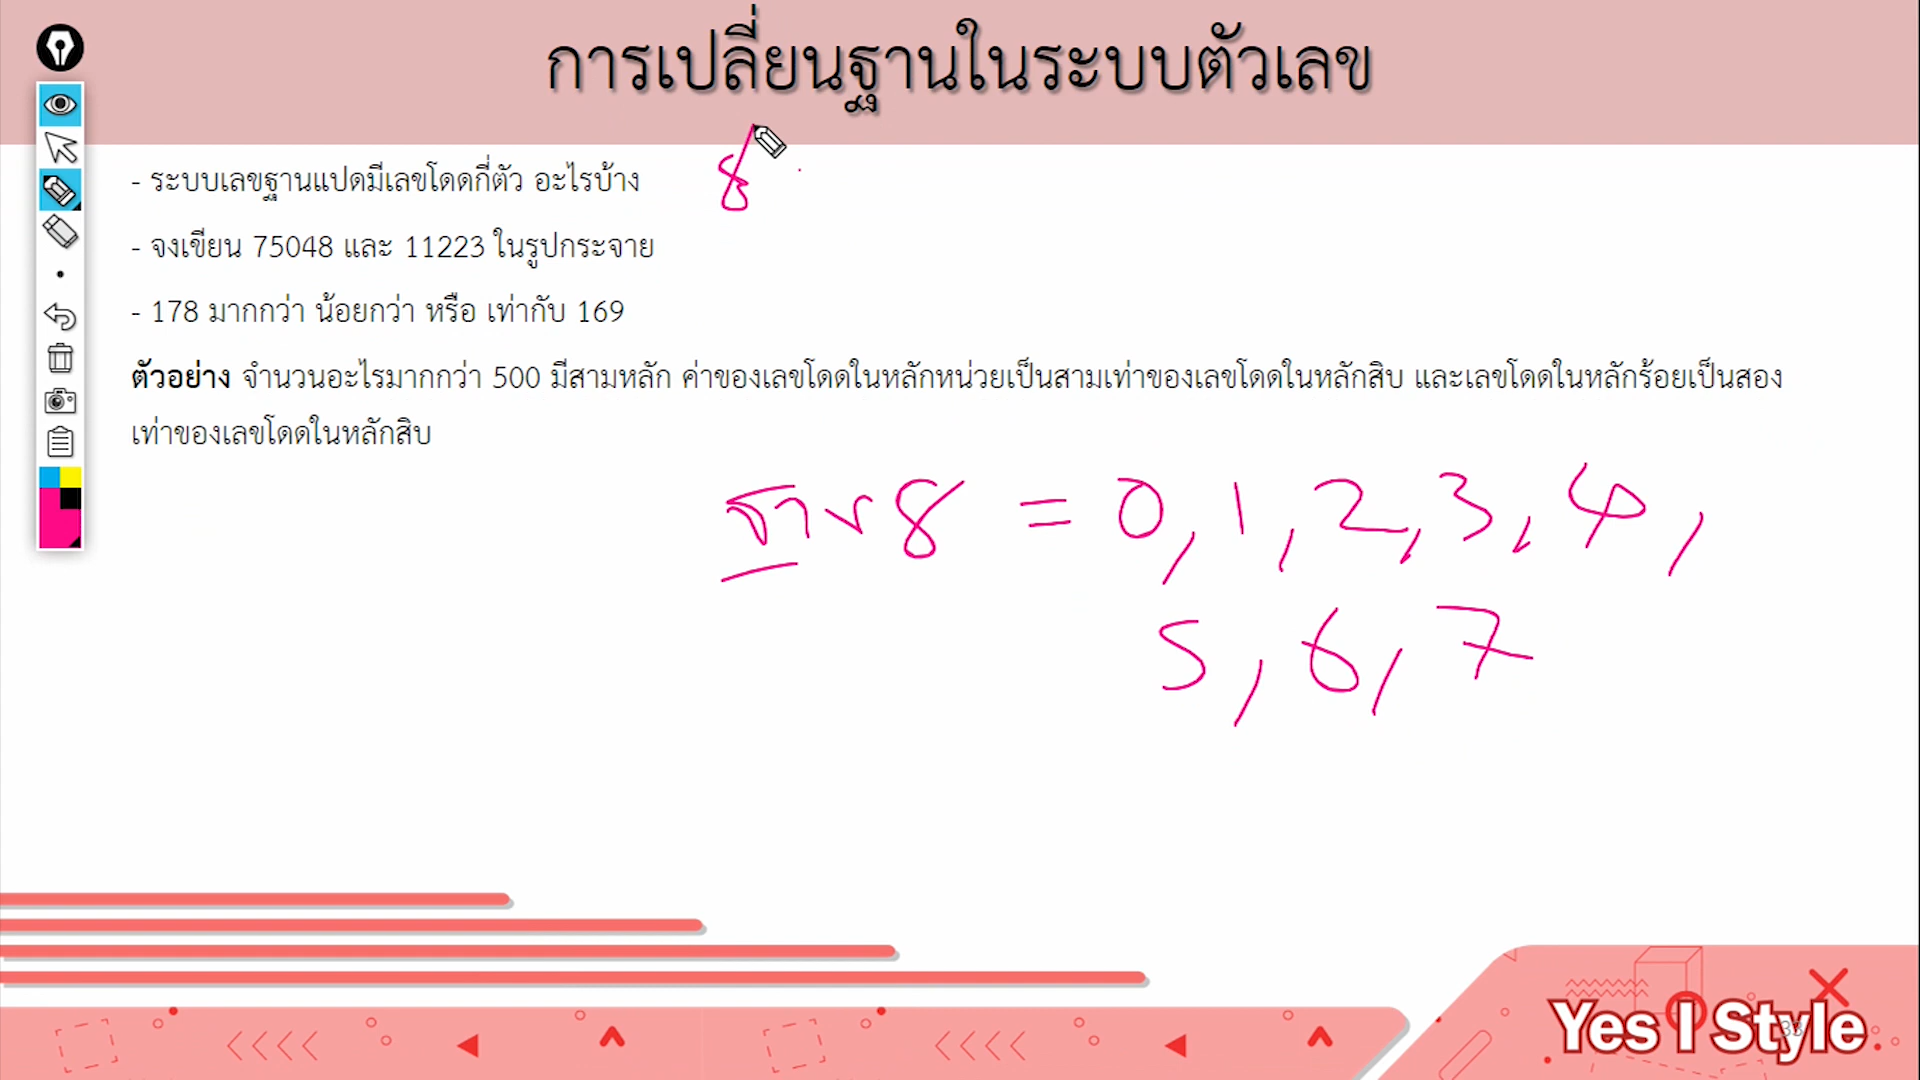 การเปลี่ยนฐานในระบบตัวเลข
- ระบบเลขฐานแปดมีเลขโดดกี่ตัว อะไรบ้าง 8
- จงเขียน 75048 และ 11223 ในรูปกระจาย
- 178 มากกว่า น้อยกว่า หรือ เท่ากับ 169
ตัวอย่าง จำนวนอะไรมากกว่า 500 มีสามหลัก ค่าของเลขโดดในหลักหน่วยเป็นสามเท่าของเลขโดดในหลักสิบ และเลขโดดในหลักร้อยเป็นสอง
เท่าของเลขโดดในหลักสิบ
ฐาน 8 = 0, 1, 2, 3, 4,
5, 6, 7
Yes I Style
33